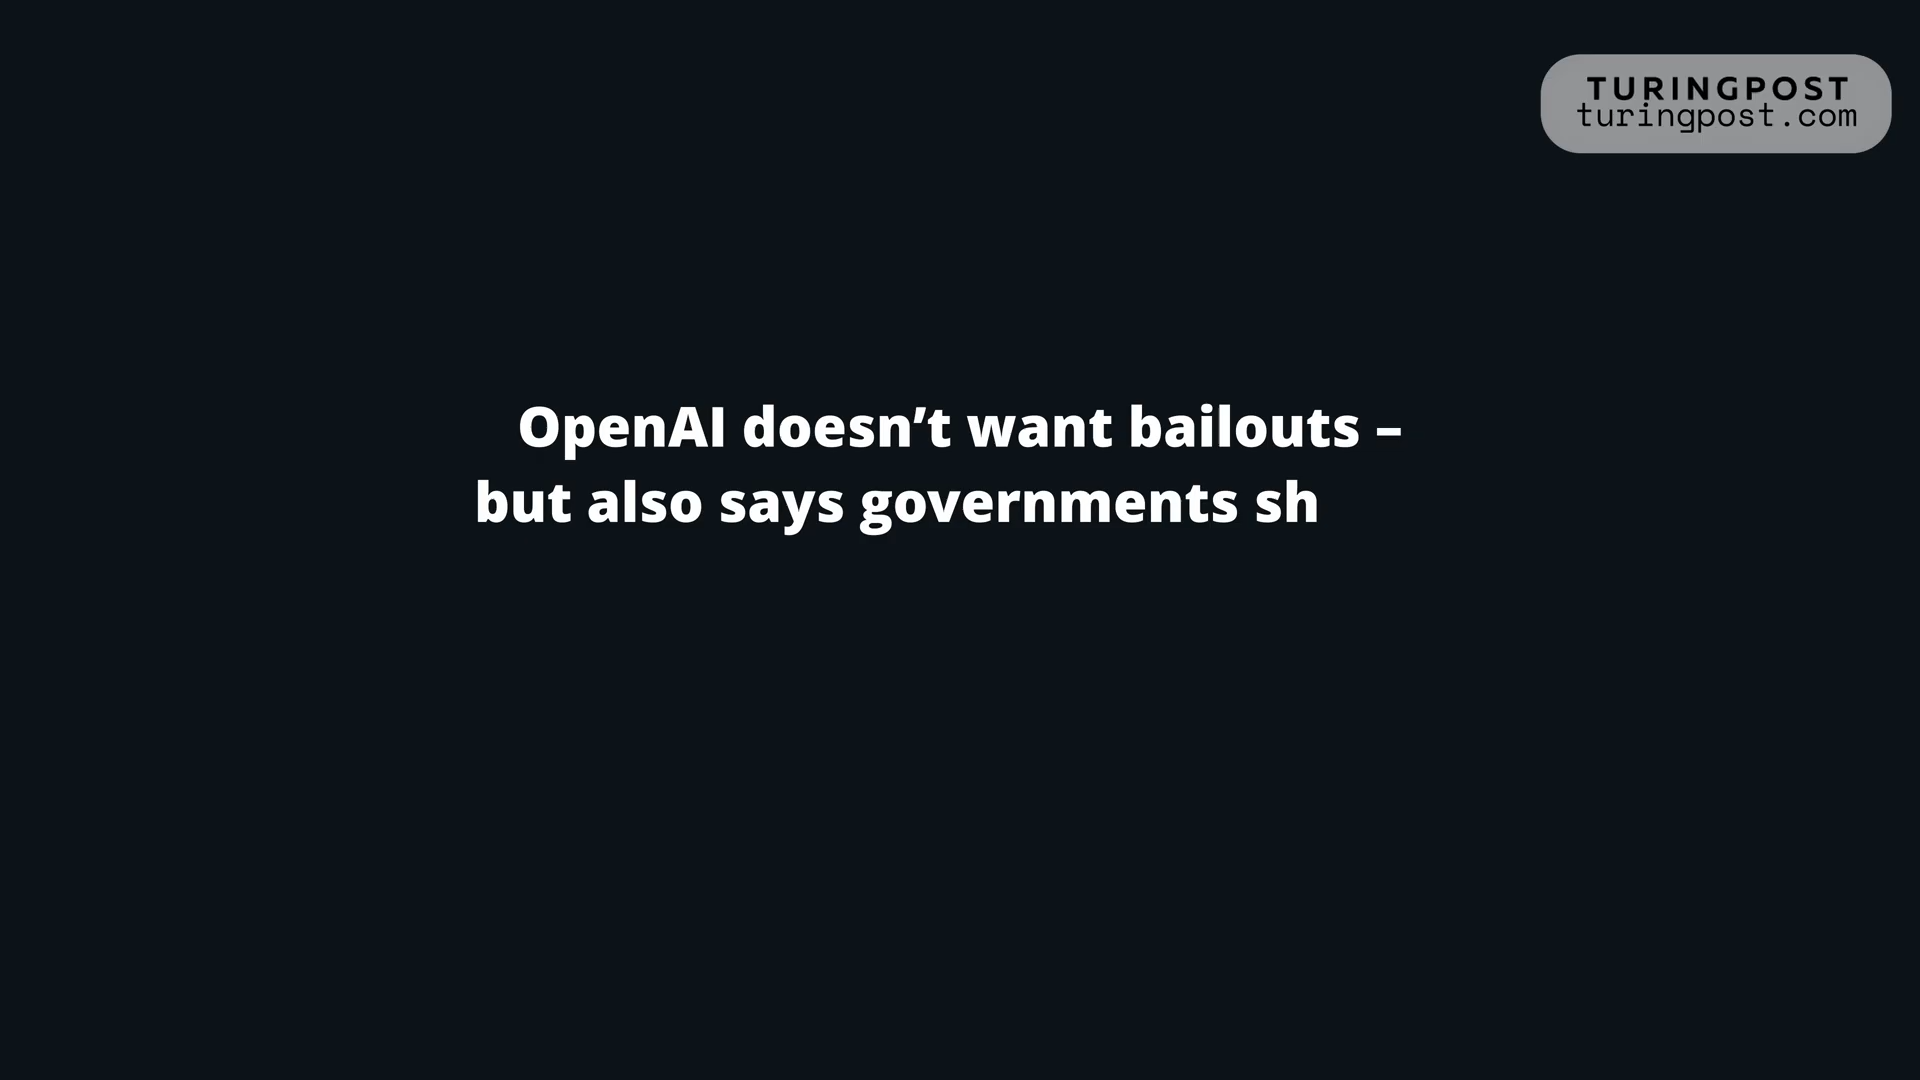 TURINGPOST
turingpost.com
OpenAI doesn’t want bailouts –
but also says governments sh